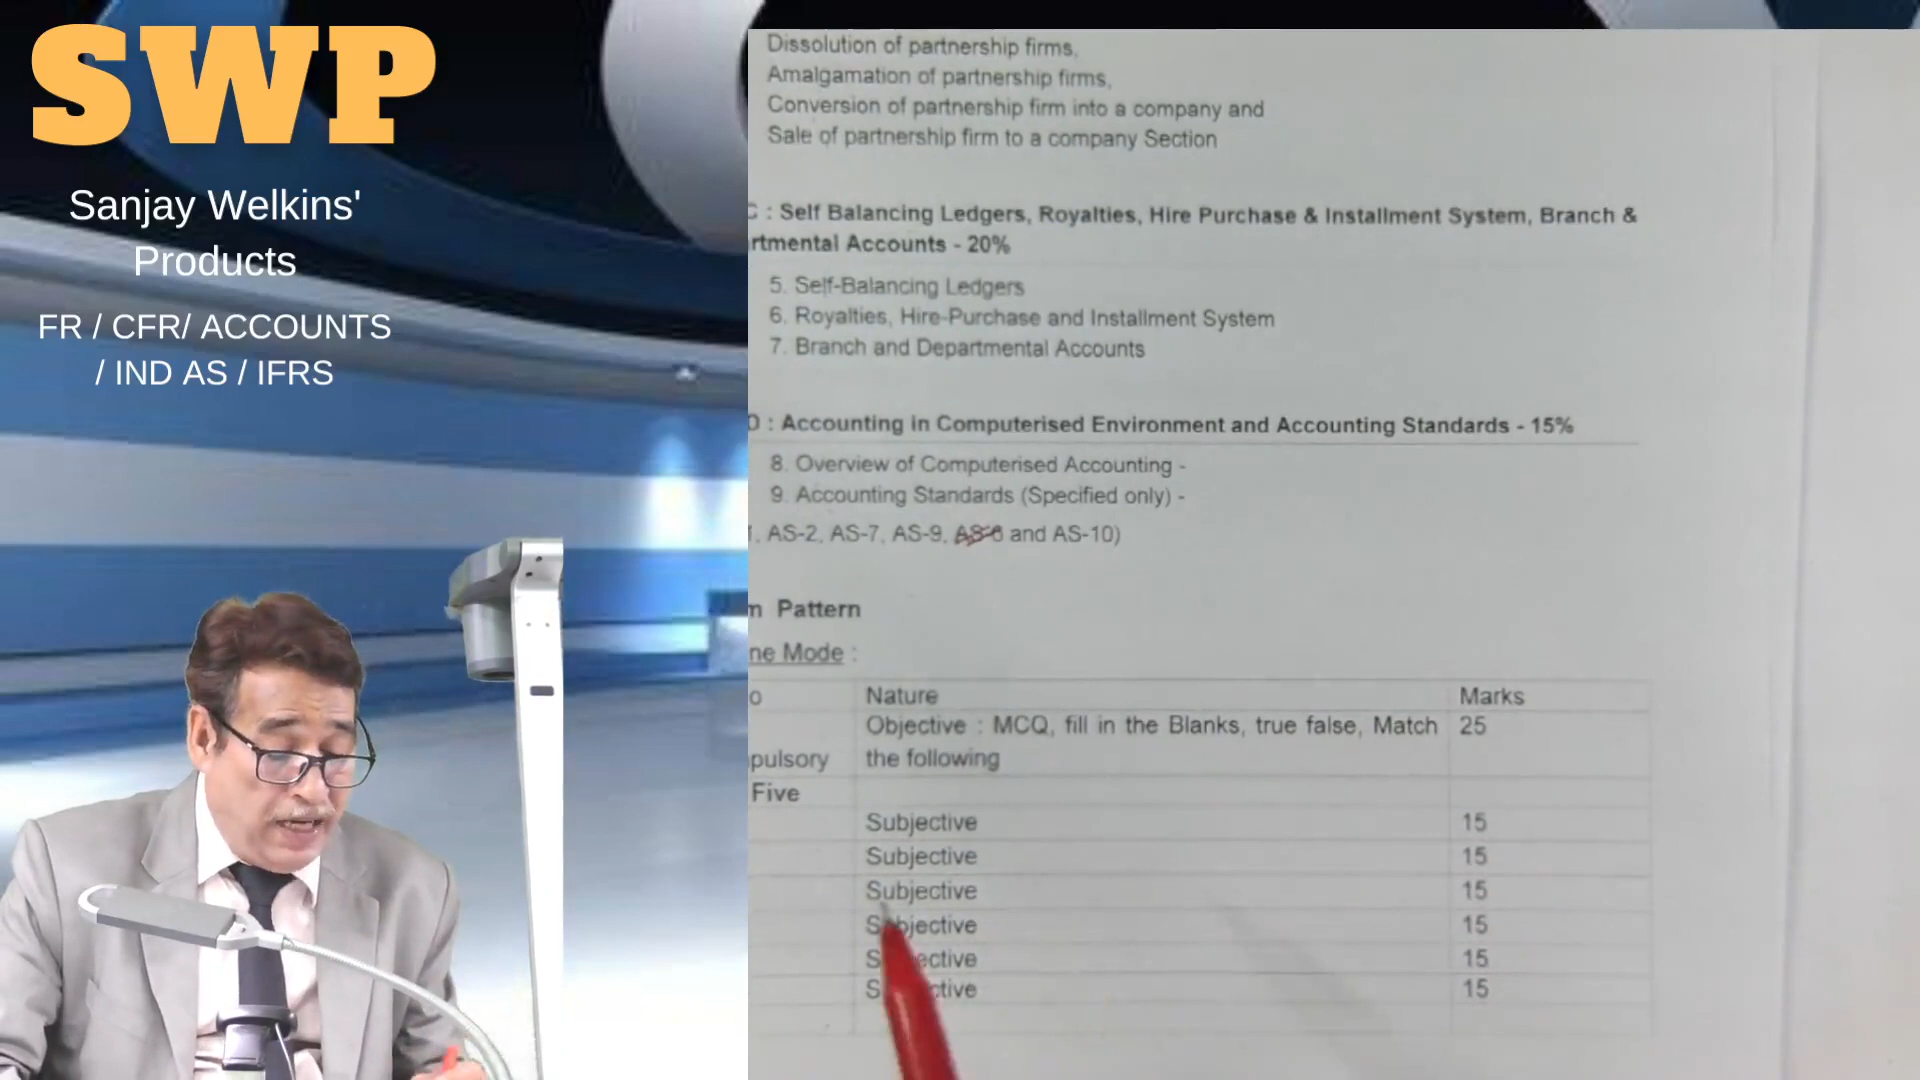 SWP
Sanjay Welkins'
Products
FR / CFR/ ACCOUNTS
/ IND AS / IFRS
Dissolution of partnership firms,
Amalgamation of partnership firms,
Conversion of partnership firm into a company and
Sale of partnership firm to a company Section
: Self Balancing Ledgers, Royalties, Hire Purchase & Installment System, Branch &
rtmental Accounts - 20%
5. Self-Balancing Ledgers
6. Royalties, Hire-Purchase and Installment System
7. Branch and Departmental Accounts
: Accounting in Computerised Environment and Accounting Standards - 15%
8. Overview of Computerised Accounting -
9. Accounting Standards (Specified only) -
, AS-2, AS-7, AS-9, AS-6 and AS-10)
Pattern
ne Mode :
o Nature Marks
Objective : MCQ, fill in the Blanks, true false, Match 25
pulsory the following
Five
Subjective 15
Subjective 15
Subjective 15
Subjective 15
15
15